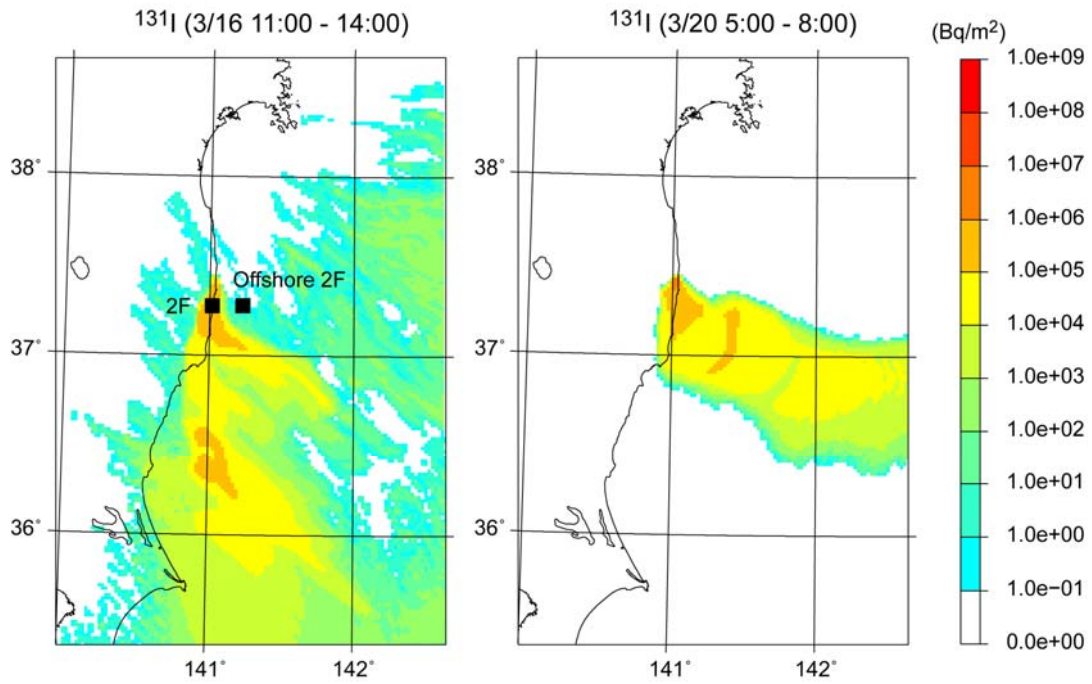 ¹³¹I (3/16 11:00 - 14:00)
¹³¹I (3/20 5:00 - 8:00)
(Bq/m²)
1.0e+09
1.0e+08
1.0e+07
1.0e+06
1.0e+05
1.0e+04
1.0e+03
1.0e+02
1.0e+01
1.0e+00
1.0e−01
0.0e+00
38°
37°
36°
Offshore 2F
2F
141°
142°
38°
37°
36°
141°
142°